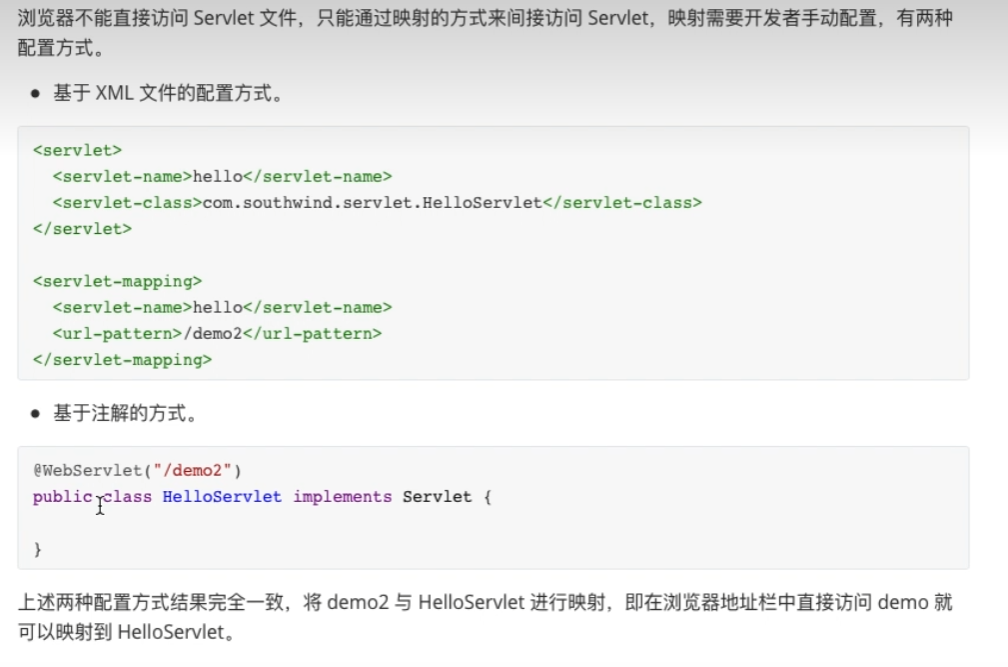 浏览器不能直接访问 Servlet 文件，只能通过映射的方式来间接访问 Servlet，映射需要开发者手动配置，有两种
配置方式。
● 基于 XML 文件的配置方式。
<servlet>
  <servlet-name>hello</servlet-name>
  <servlet-class>com.southwind.servlet.HelloServlet</servlet-class>
</servlet>
<servlet-mapping>
  <servlet-name>hello</servlet-name>
  <url-pattern>/demo2</url-pattern>
</servlet-mapping>
● 基于注解的方式。
@WebServlet("/demo2")
public class HelloServlet implements Servlet {
}
上述两种配置方式结果完全一致，将 demo2 与 HelloServlet 进行映射，即在浏览器地址栏中直接访问 demo 就
可以映射到 HelloServlet。